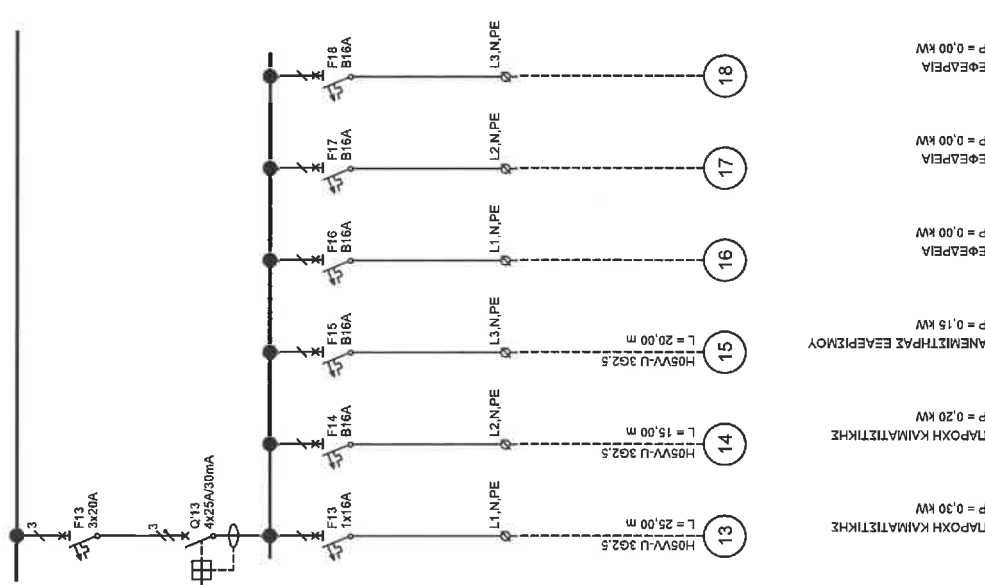 3
F13
3x20A
3
Q'13
4x25A/30mA
F13
1x16A
L1,N,PE
H05VV-U 3G2.5
L = 25,00 m
13
ΠΑΡΟΧΗ ΚΛΙΜΑΤΙΣΤΙΚΗΣ
P = 0,30 kW
F14
B16A
L2,N,PE
H05VV-U 3G2.5
L = 15,00 m
14
ΠΑΡΟΧΗ ΚΛΙΜΑΤΙΣΤΙΚΗΣ
P = 0,20 kW
F15
B16A
L3,N,PE
H05VV-U 3G2.5
L = 20,00 m
15
ΑΝΕΜΙΣΤΗΡΑΣ ΕΞΑΕΡΙΣΜΟΥ
P = 0,15 kW
F16
B16A
L1,N,PE
16
ΕΦΕΔΡΕΙΑ
P = 0,00 kW
F17
B16A
L2,N,PE
17
ΕΦΕΔΡΕΙΑ
P = 0,00 kW
F18
B16A
L3,N,PE
18
ΕΦΕΔΡΕΙΑ
P = 0,00 kW